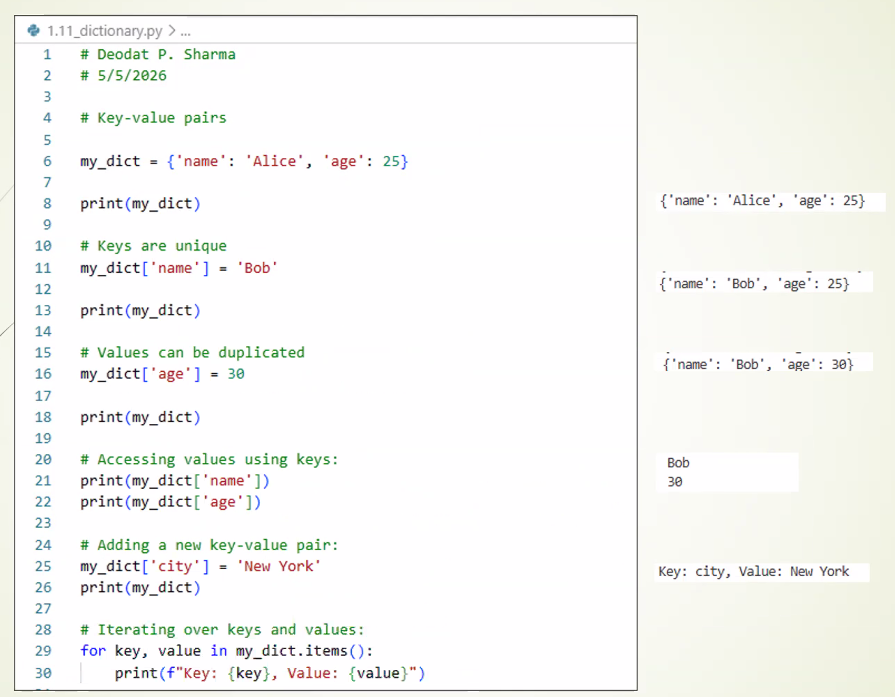 1.11_dictionary.py > ...
1 # Deodat P. Sharma
2 # 5/5/2026
3
4 # Key-value pairs
5
6 my_dict = {'name': 'Alice', 'age': 25}
7
8 print(my_dict)
{'name': 'Alice', 'age': 25}
9
10 # Keys are unique
11 my_dict['name'] = 'Bob'
{'name': 'Bob', 'age': 25}
12
13 print(my_dict)
14
15 # Values can be duplicated
16 my_dict['age'] = 30
{'name': 'Bob', 'age': 30}
17
18 print(my_dict)
19
20 # Accessing values using keys:
21 print(my_dict['name'])
22 print(my_dict['age'])
Bob
30
23
24 # Adding a new key-value pair:
25 my_dict['city'] = 'New York'
26 print(my_dict)
Key: city, Value: New York
27
28 # Iterating over keys and values:
29 for key, value in my_dict.items():
30 print(f"Key: {key}, Value: {value}")